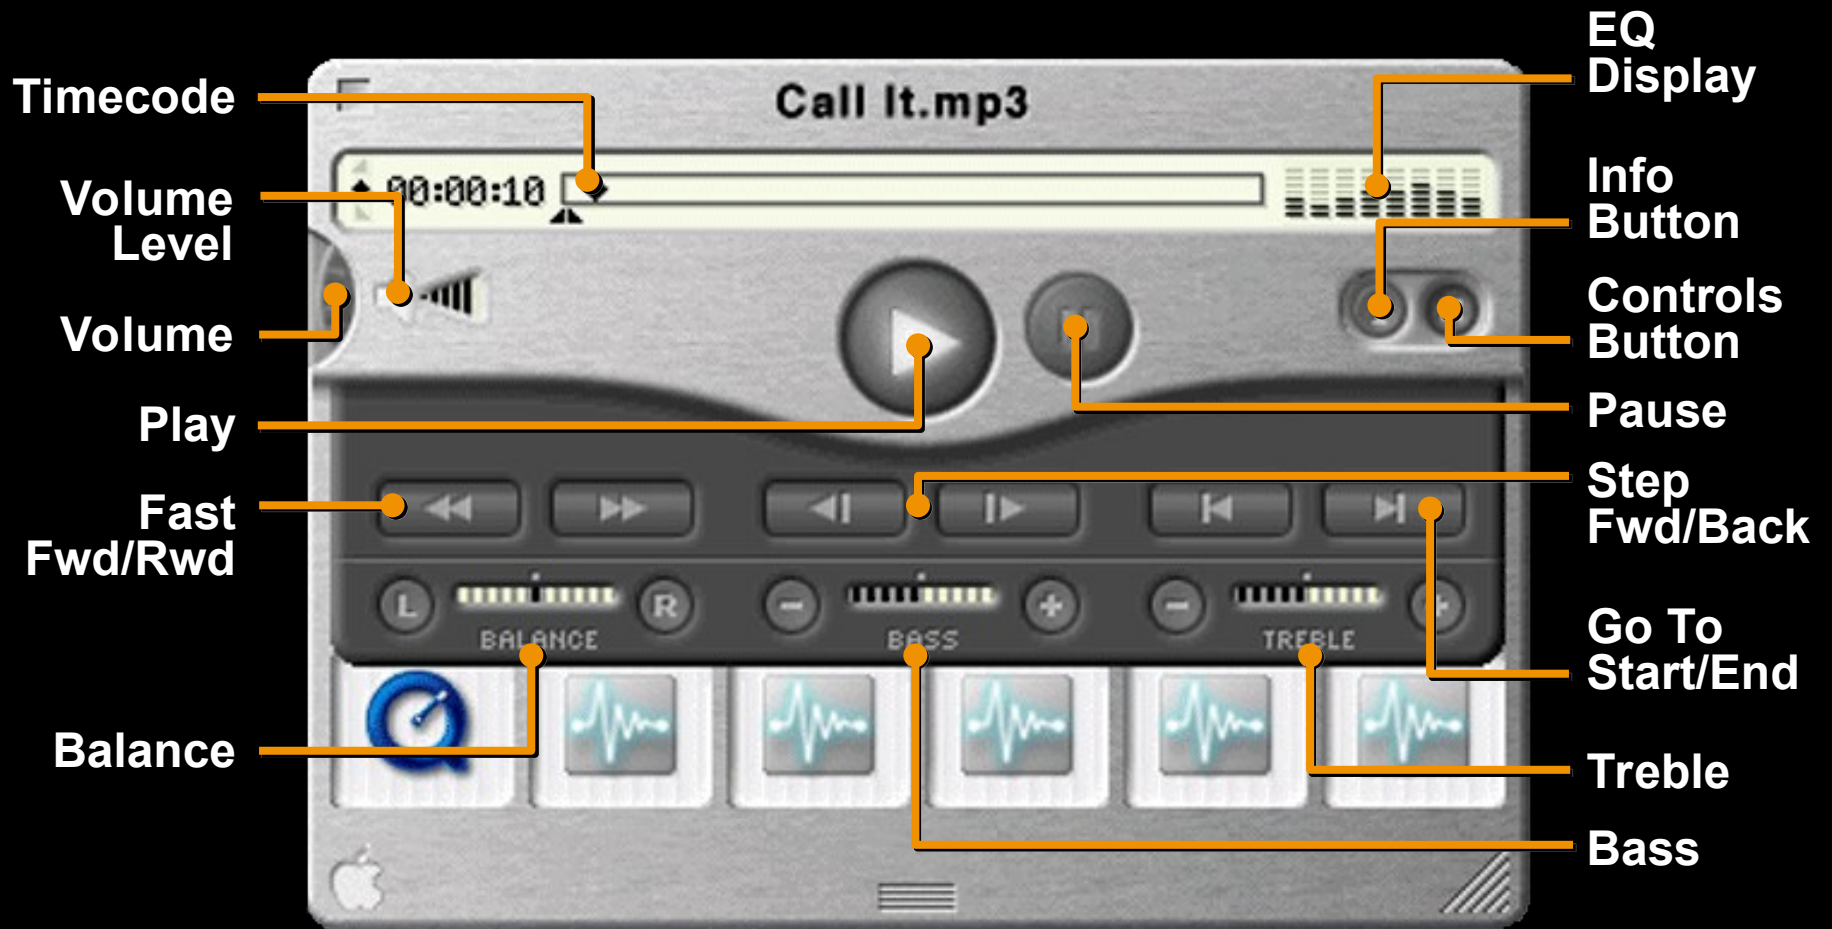 EQ
Display
Timecode
Call It.mp3
00:00:10
Info
Button
Volume
Level
Controls
Button
Volume
Play
Pause
Step
Fwd/Back
Fast
Fwd/Rwd
L
R
BALANCE
BASS
TREBLE
Go To
Start/End
Balance
Treble
Bass